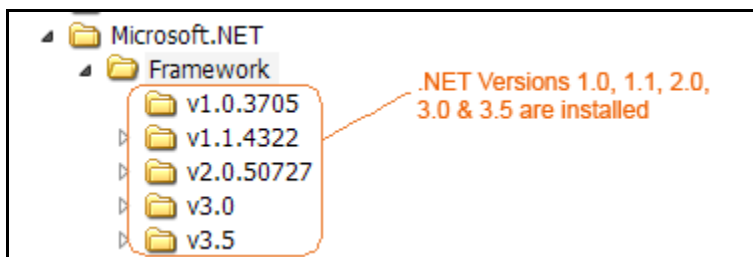 Microsoft.NET
Framework
v1.0.3705
v1.1.4322
v2.0.50727
v3.0
v3.5
.NET Versions 1.0, 1.1, 2.0,
3.0 & 3.5 are installed